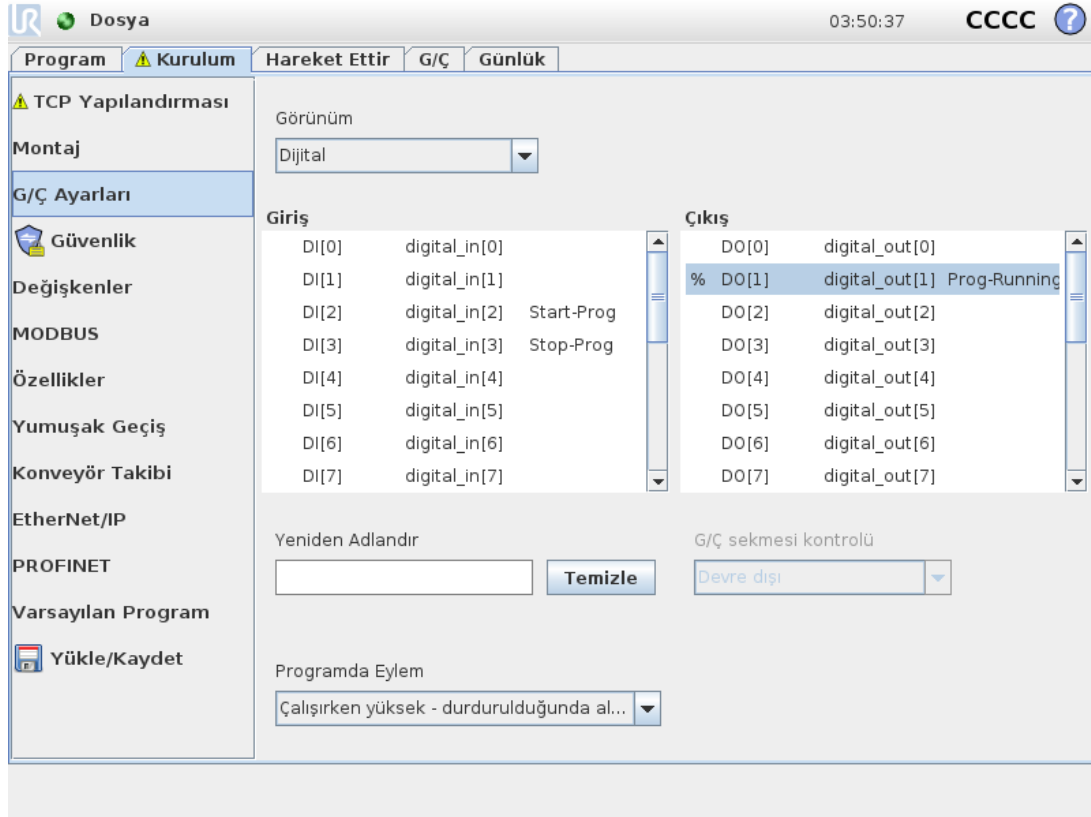 UR Dosya 03:50:37 CCCC ?
Program Kurulum Hareket Ettir G/Ç Günlük
TCP Yapılandırması
Montaj
G/Ç Ayarları
Güvenlik
Değişkenler
MODBUS
Özellikler
Yumuşak Geçiş
Konveyör Takibi
EtherNet/IP
PROFINET
Varsayılan Program
Yükle/Kaydet
Görünüm
Dijital
Giriş
DI[0] digital_in[0]
DI[1] digital_in[1]
DI[2] digital_in[2] Start-Prog
DI[3] digital_in[3] Stop-Prog
DI[4] digital_in[4]
DI[5] digital_in[5]
DI[6] digital_in[6]
DI[7] digital_in[7]
Çıkış
DO[0] digital_out[0]
% DO[1] digital_out[1] Prog-Running
DO[2] digital_out[2]
DO[3] digital_out[3]
DO[4] digital_out[4]
DO[5] digital_out[5]
DO[6] digital_out[6]
DO[7] digital_out[7]
Yeniden Adlandır
Temizle
G/Ç sekmesi kontrolü
Devre dışı
Programda Eylem
Çalışırken yüksek - durdurulduğunda al...